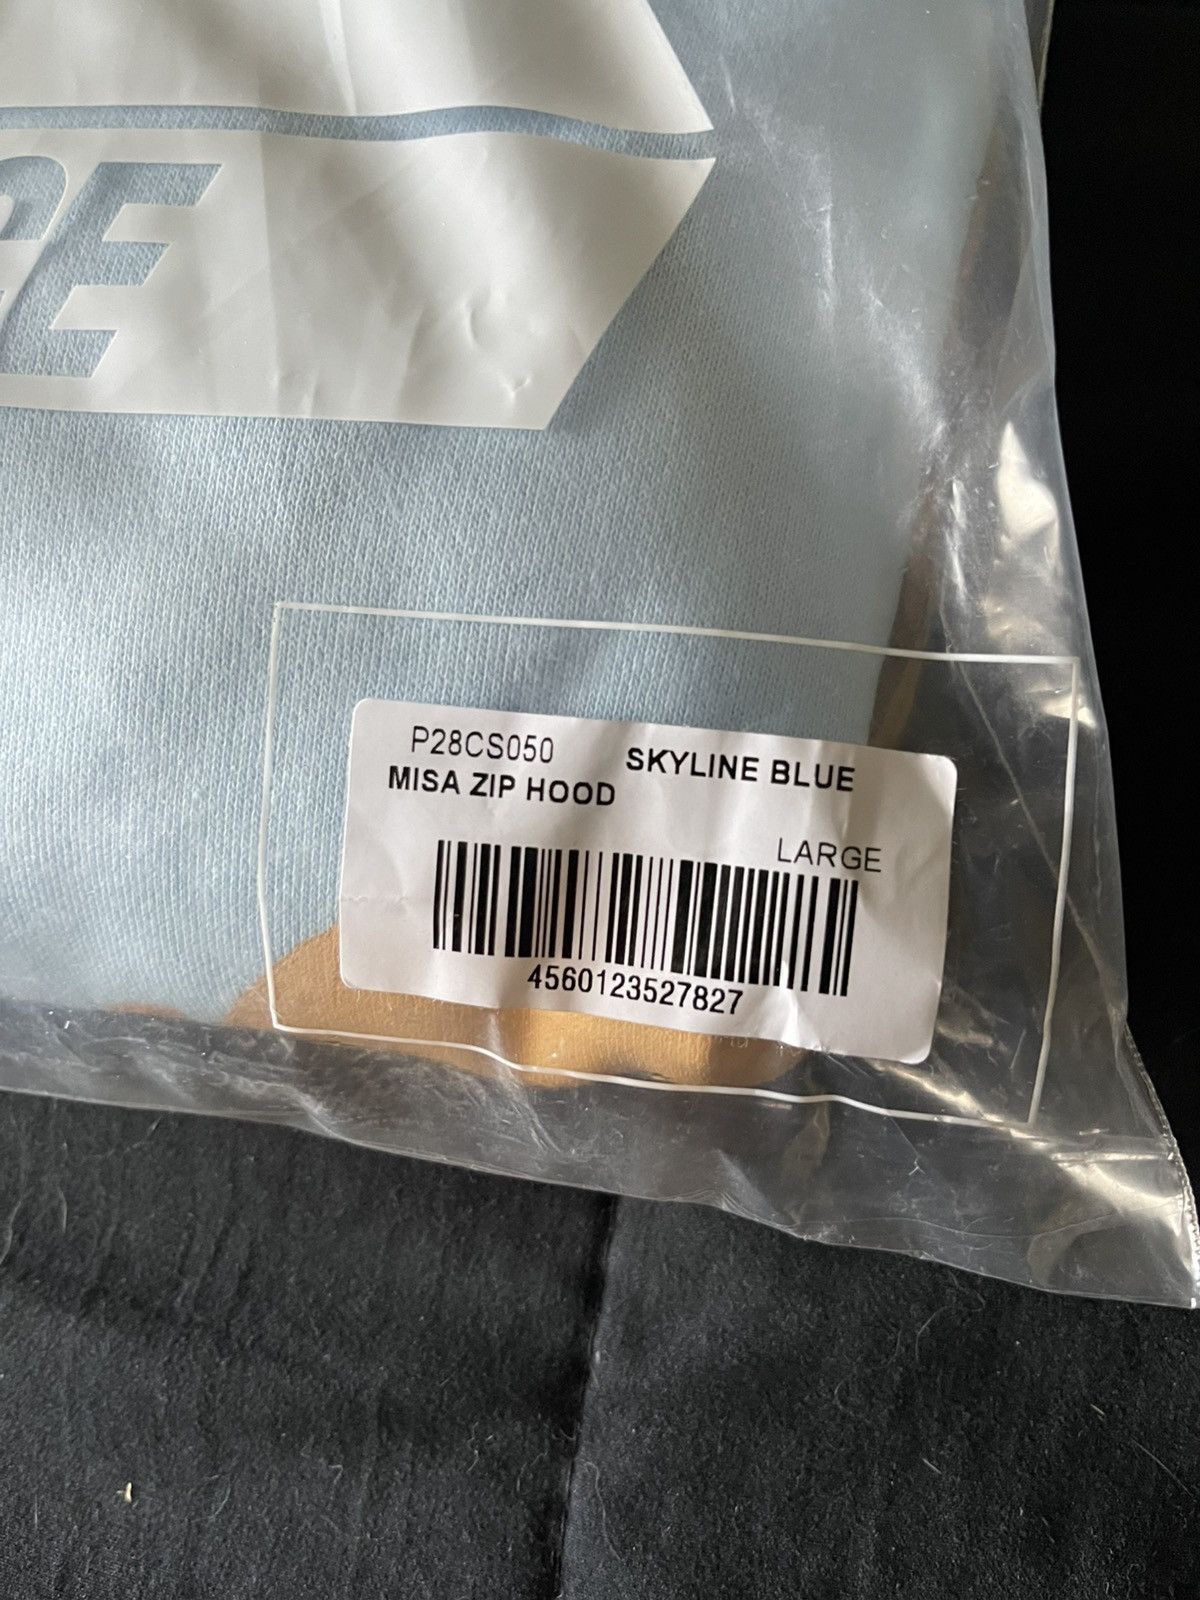 P28CS050 SKYLINE BLUE
MISA ZIP HOOD
LARGE
4560123527827